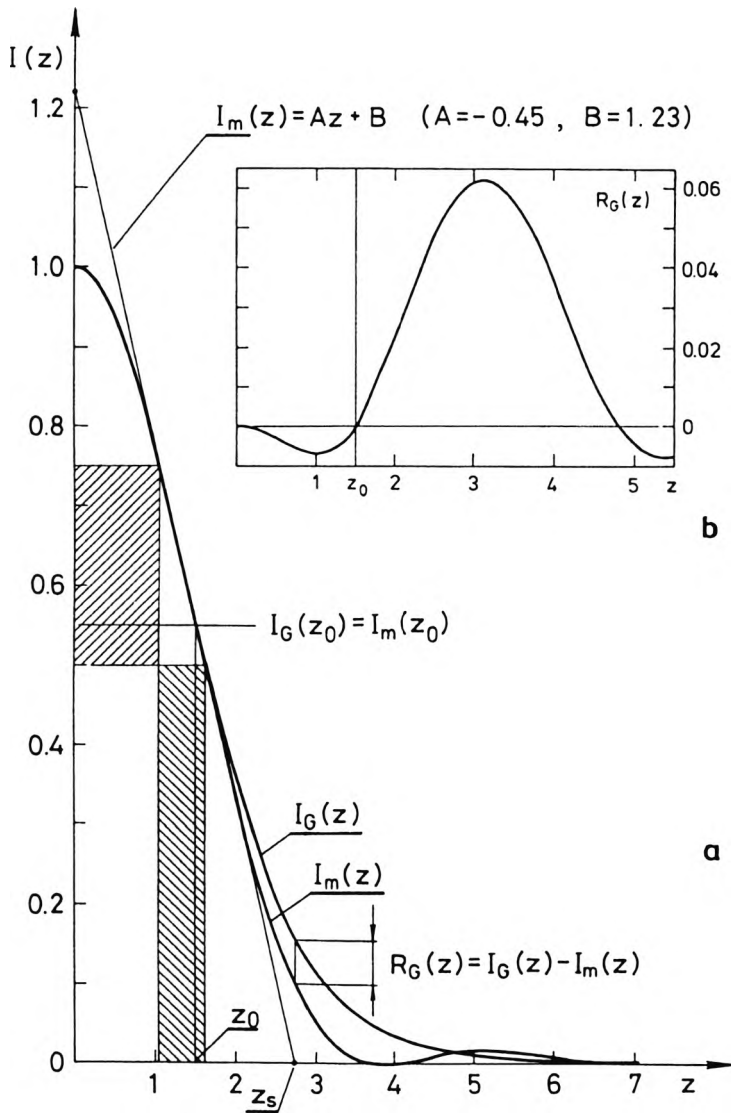 I(z)
1.2
I_m(z)=Az+B (A=-0.45, B=1.23)
1.0
0.8
0.6
0.4
0.2
0
R_G(z)
0.06
0.04
0.02
0
1 z_0 2 3 4 5 z
b
I_G(z_0)=I_m(z_0)
I_G(z)
a
I_m(z)
R_G(z)=I_G(z)-I_m(z)
z_0
1 2 3 4 5 6 7 z
z_s